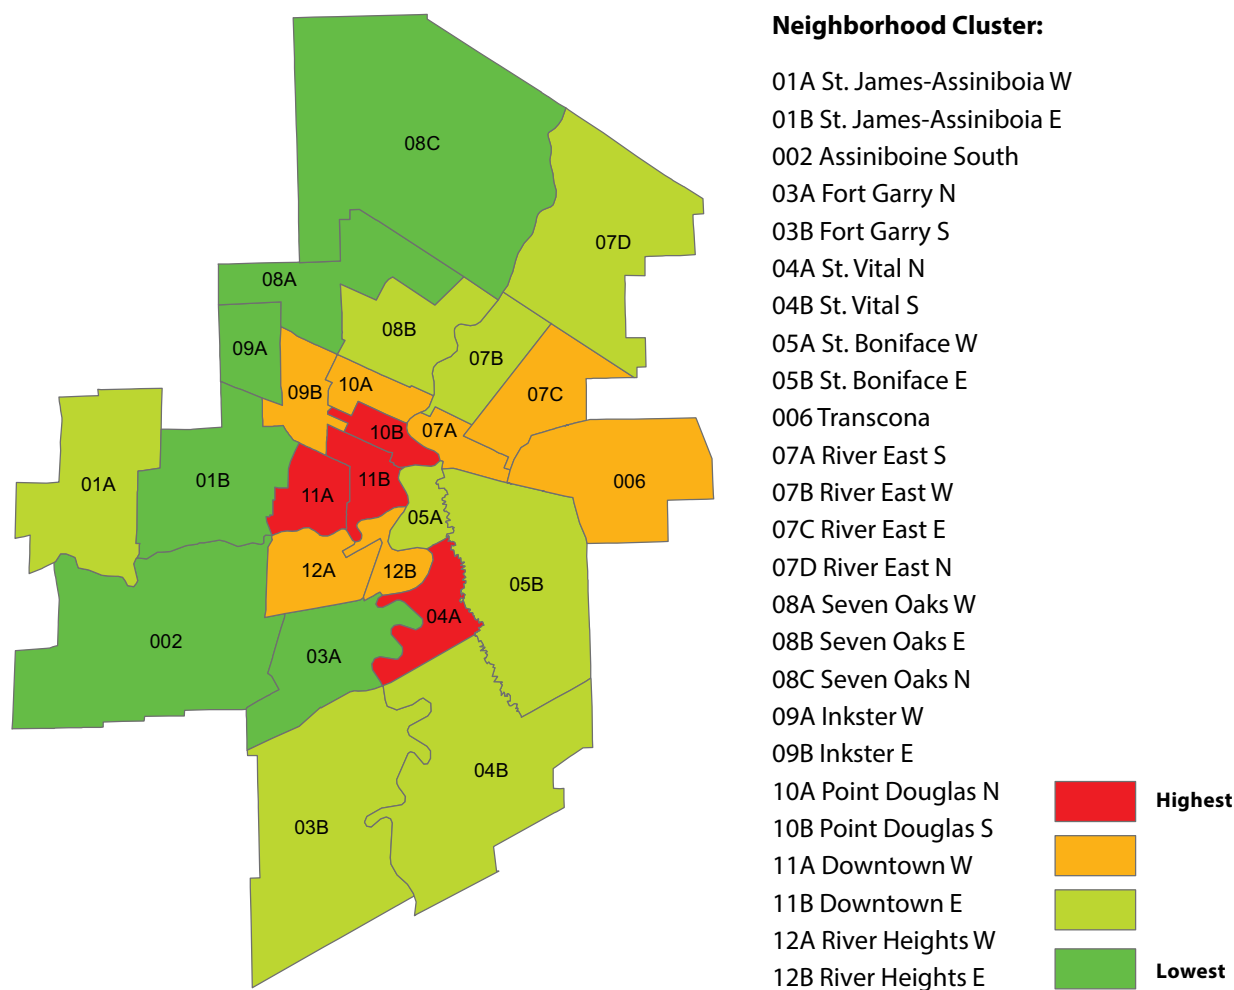 Neighborhood Cluster:
01A St. James-Assiniboia W
01B St. James-Assiniboia E
002 Assiniboine South
03A Fort Garry N
03B Fort Garry S
04A St. Vital N
04B St. Vital S
05A St. Boniface W
05B St. Boniface E
006 Transcona
07A River East S
07B River East W
07C River East E
07D River East N
08A Seven Oaks W
08B Seven Oaks E
08C Seven Oaks N
09A Inkster W
09B Inkster E
10A Point Douglas N
10B Point Douglas S
11A Downtown W
11B Downtown E
12A River Heights W
12B River Heights E
Highest
Lowest
08C
07D
08A
08B
09A
07B
09B
10A
07C
10B
07A
01A
01B
11A
11B
006
05A
12A
12B
05B
04A
002
03A
04B
03B